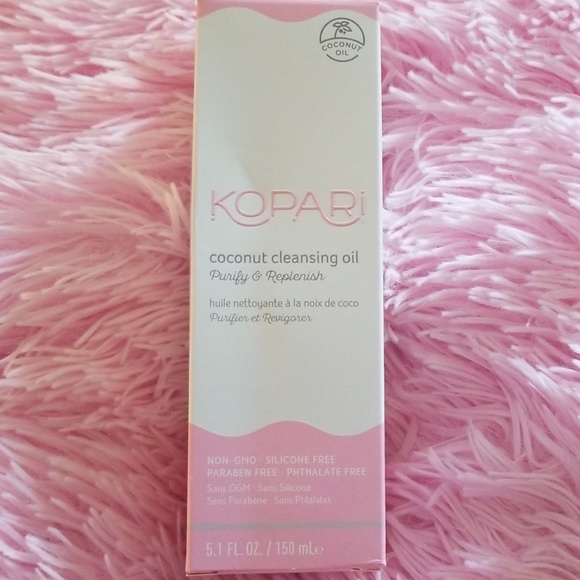 COCONUT
OIL
KOPARi
coconut cleansing oil
Purify & Replenish
huile nettoyante à la noix de coco
Purifier et Revigorer
NON-GMO · SILICONE FREE
PARABEN FREE · PHTHALATE FREE
Sans OGM · Sans Silicone
Sans Parabène · Sans Phtalates
5.1 FL. OZ. / 150 mL e